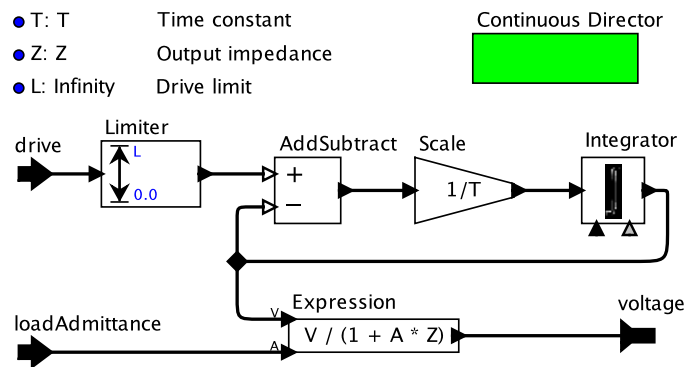 T: T Time constant
Z: Z Output impedance
L: Infinity Drive limit
Continuous Director
drive
Limiter
L
0.0
AddSubtract
+
−
Scale
1/T
Integrator
loadAdmittance
V
A
Expression
V / (1 + A * Z)
voltage